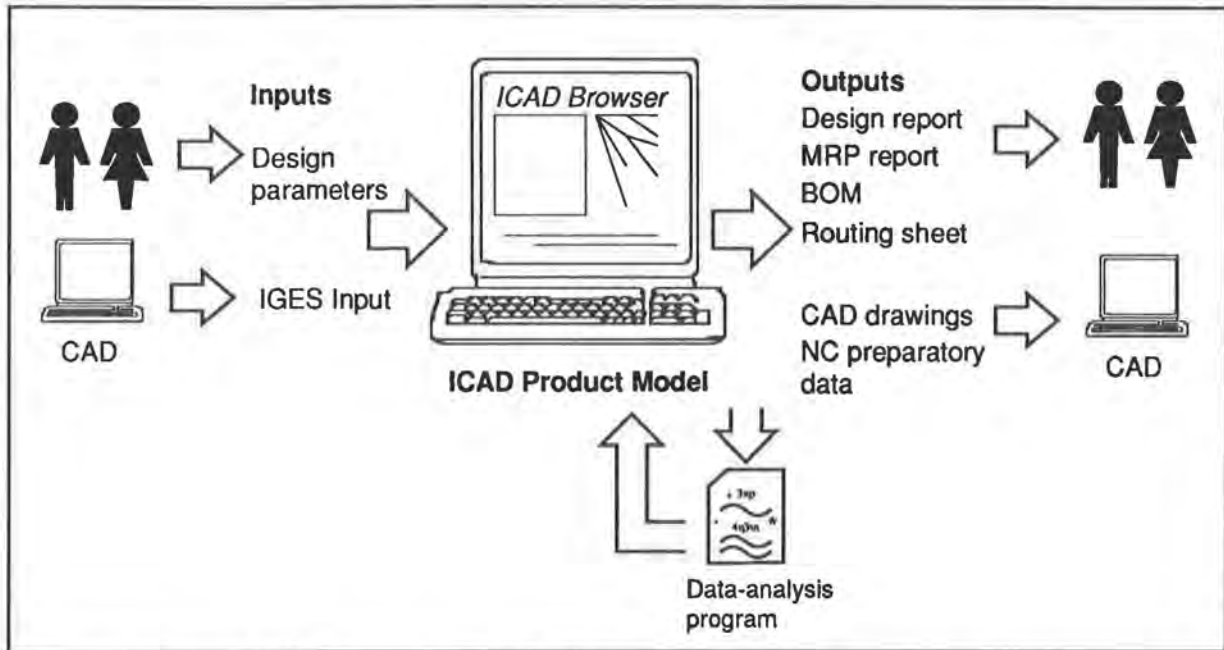 Inputs
Design
parameters
IGES Input
CAD
ICAD Browser
ICAD Product Model
Outputs
Design report
MRP report
BOM
Routing sheet
CAD drawings
NC preparatory
data
CAD
Data-analysis
program